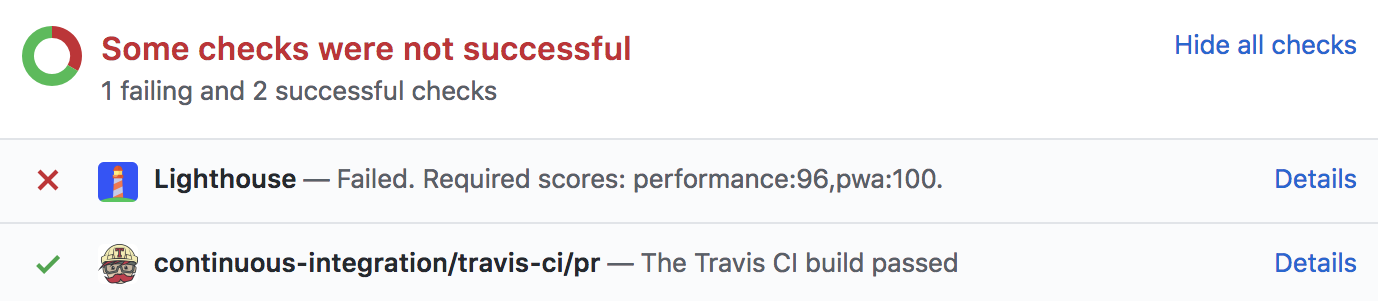 Some checks were not successful
Hide all checks
1 failing and 2 successful checks
Lighthouse — Failed. Required scores: performance:96,pwa:100.
Details
continuous-integration/travis-ci/pr — The Travis CI build passed
Details